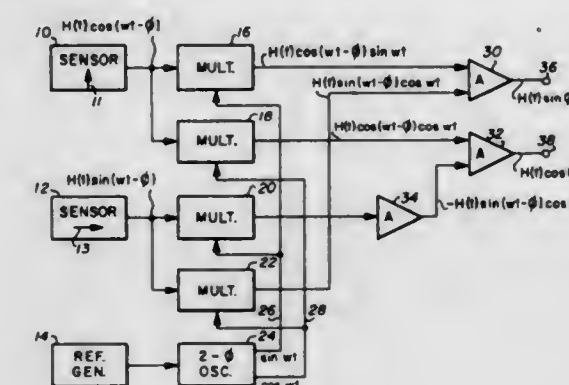 H(t)cos(wt-ϕ)
10
SENSOR
11
16
MULT.
H(t)cos(wt-ϕ)sin wt
H(t)sin(wt-ϕ)cos wt
30
A
36
H(t)sin ϕ
18
MULT.
H(t)cos(wt-ϕ)cos wt
32
A
38
H(t)cos
H(t)sin(wt-ϕ)
12
SENSOR
13
20
MULT.
34
A
-H(t)sin(wt-ϕ)cos
22
MULT.
26
28
14
REF.
GEN.
24
2-ϕ
OSC.
sin wt
cos wt